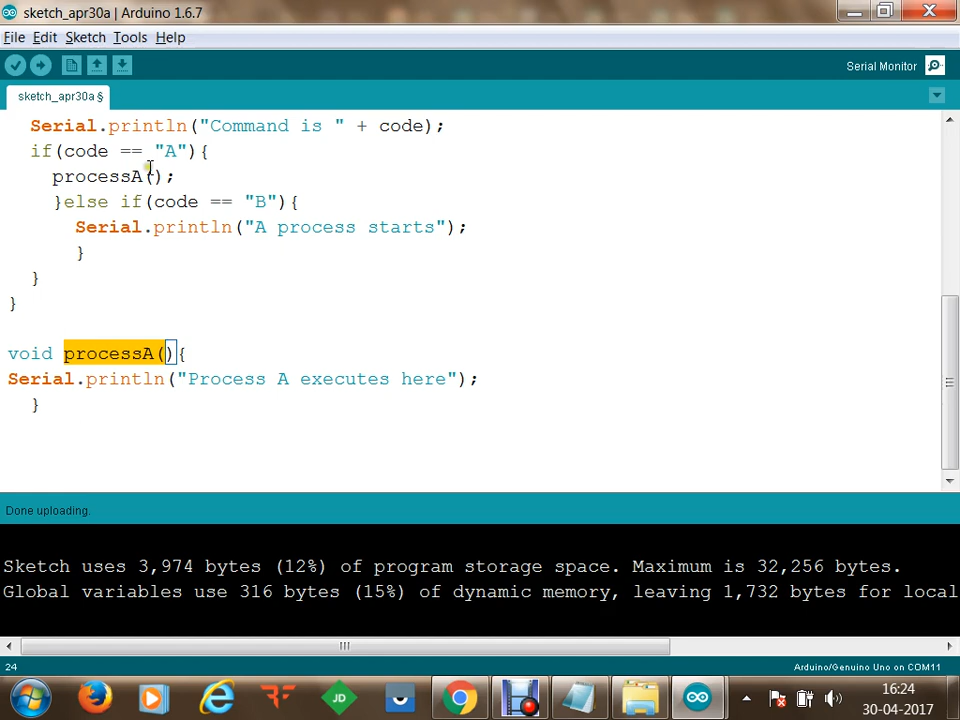 sketch_apr30a | Arduino 1.6.7
File Edit Sketch Tools Help
Serial Monitor
sketch_apr30a §
Serial.println("Command is " + code);
if(code == "A"){
processA();
}else if(code == "B"){
Serial.println("A process starts");
}
}
}
void processA(){
Serial.println("Process A executes here");
}
Done uploading.
Sketch uses 3,974 bytes (12%) of program storage space. Maximum is 32,256 bytes.
Global variables use 316 bytes (15%) of dynamic memory, leaving 1,732 bytes for local
24
Arduino/Genuino Uno on COM11
JD
16:24
30-04-2017